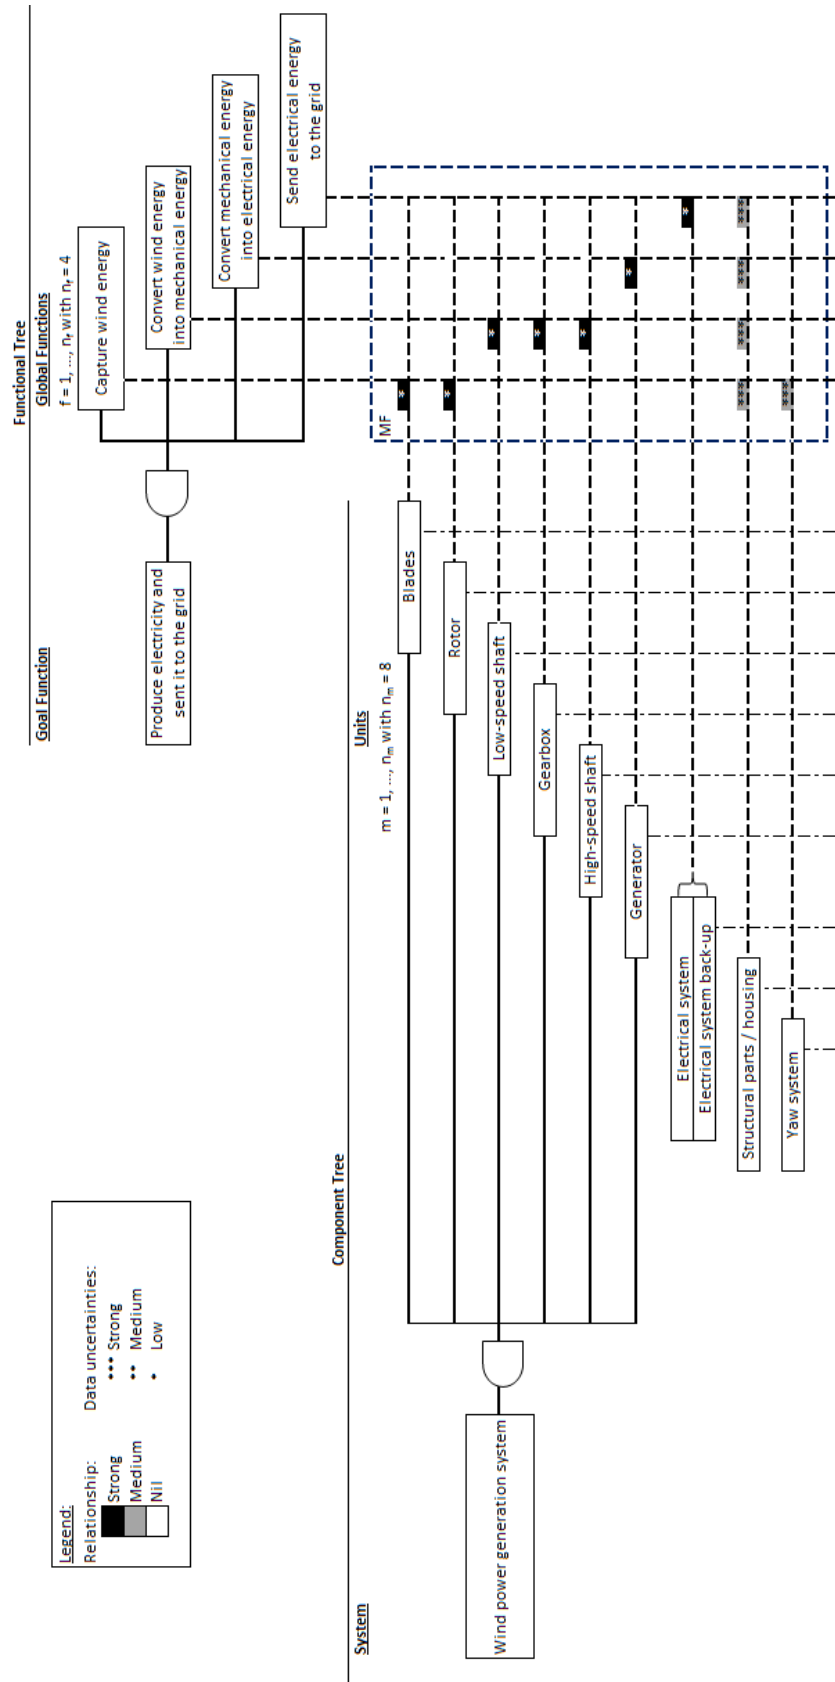 Functional Tree
Goal Function
Global Functions
f = 1, ..., nf with nf = 4
Produce electricity and
sent it to the grid
Capture wind energy
Convert wind energy
into mechanical energy
Convert mechanical energy
into electrical energy
Send electrical energy
to the grid
Legend:
Relationship:
Strong
Medium
Nil
Data uncertainties:
*** Strong
** Medium
* Low
Component Tree
System
Units
m = 1, ..., nm with nm = 8
MF
Wind power generation system
Blades
*
Rotor
*
Low-speed shaft
*
Gearbox
*
High-speed shaft
*
Generator
*
Electrical system
Electrical system back-up
*
Structural parts / housing
*** *** *** ***
Yaw system
***